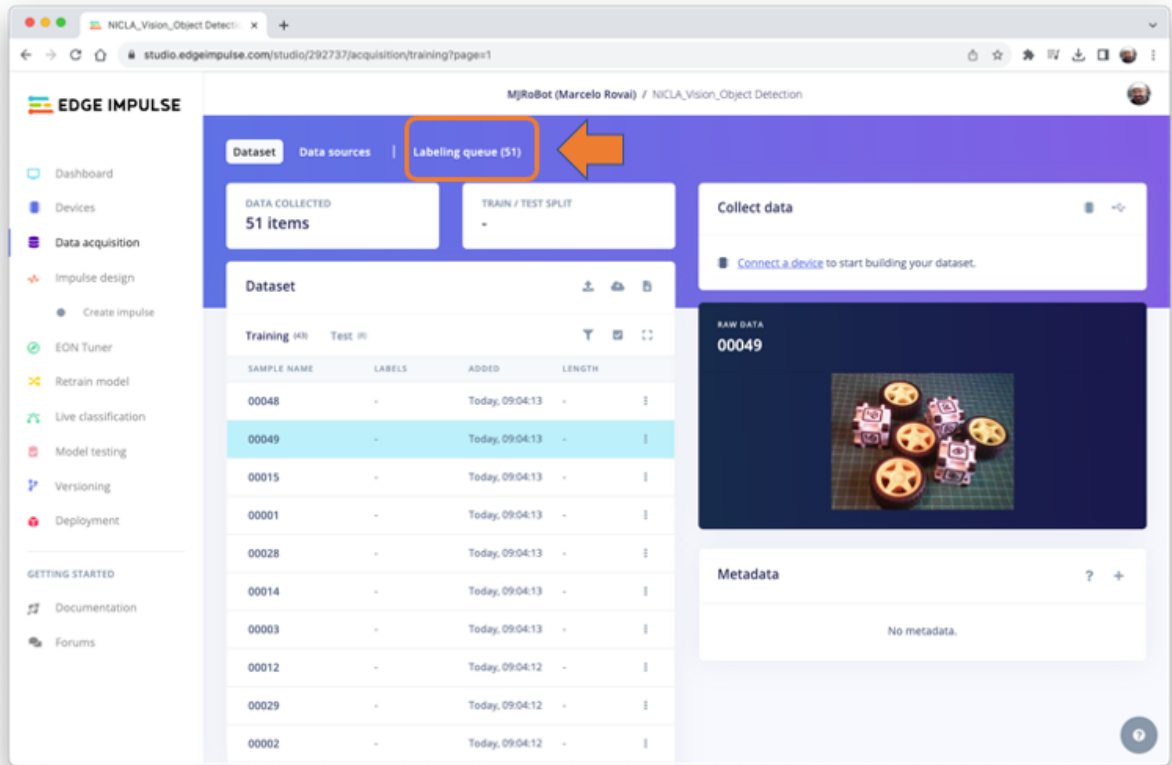 NICLA_Vision_Object Detectio
studio.edgeimpulse.com/studio/292737/acquisition/training?page=1
EDGE IMPULSE
MJRoBot (Marcelo Rovai) / NICLA_Vision_Object Detection
Dataset Data sources | Labeling queue (51)
Dashboard
Devices
Data acquisition
Impulse design
Create impulse
EON Tuner
Retrain model
Live classification
Model testing
Versioning
Deployment
GETTING STARTED
Documentation
Forums
DATA COLLECTED
51 items
TRAIN / TEST SPLIT
-
Dataset
Training (43) Test (8)
SAMPLE NAME LABELS ADDED LENGTH
00048 - Today, 09:04:13 -
00049 - Today, 09:04:13 -
00015 - Today, 09:04:13 -
00001 - Today, 09:04:13 -
00028 - Today, 09:04:13 -
00014 - Today, 09:04:13 -
00003 - Today, 09:04:13 -
00012 - Today, 09:04:12 -
00029 - Today, 09:04:12 -
00002 - Today, 09:04:12 -
Collect data
Connect a device to start building your dataset.
RAW DATA
00049
Metadata
? +
No metadata.
?